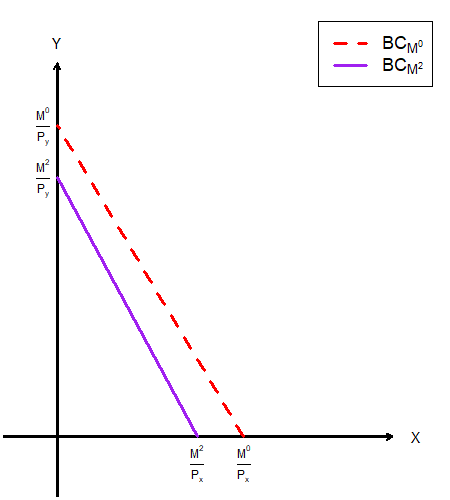 BC_M⁰
BC_M²
Y
M⁰
P_y
M²
P_y
X
M² M⁰
P_x P_x